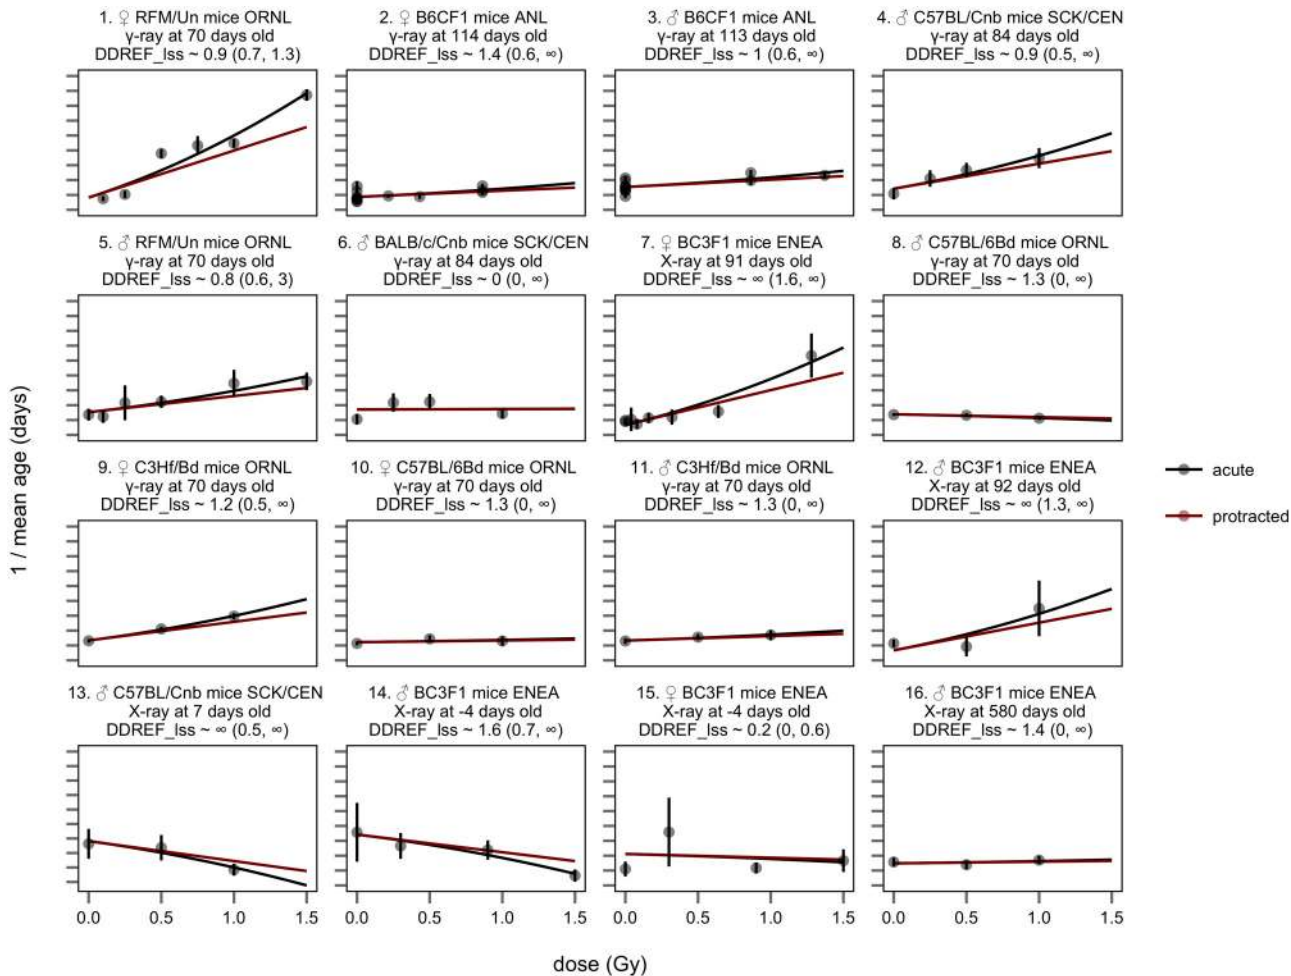 1. ♀ RFM/Un mice ORNL
γ-ray at 70 days old
DDREF_lss ~ 0.9 (0.7, 1.3)
2. ♀ B6CF1 mice ANL
γ-ray at 114 days old
DDREF_lss ~ 1.4 (0.6, ∞)
3. ♂ B6CF1 mice ANL
γ-ray at 113 days old
DDREF_lss ~ 1 (0.6, ∞)
4. ♂ C57BL/Cnb mice SCK/CEN
γ-ray at 84 days old
DDREF_lss ~ 0.9 (0.5, ∞)
5. ♂ RFM/Un mice ORNL
γ-ray at 70 days old
DDREF_lss ~ 0.8 (0.6, 3)
6. ♂ BALB/c/Cnb mice SCK/CEN
γ-ray at 84 days old
DDREF_lss ~ 0 (0, ∞)
7. ♀ BC3F1 mice ENEA
X-ray at 91 days old
DDREF_lss ~ ∞ (1.6, ∞)
8. ♂ C57BL/6Bd mice ORNL
γ-ray at 70 days old
DDREF_lss ~ 1.3 (0, ∞)
9. ♀ C3Hf/Bd mice ORNL
γ-ray at 70 days old
DDREF_lss ~ 1.2 (0.5, ∞)
10. ♀ C57BL/6Bd mice ORNL
γ-ray at 70 days old
DDREF_lss ~ 1.3 (0, ∞)
11. ♂ C3Hf/Bd mice ORNL
γ-ray at 70 days old
DDREF_lss ~ 1.3 (0, ∞)
12. ♂ BC3F1 mice ENEA
X-ray at 92 days old
DDREF_lss ~ ∞ (1.3, ∞)
13. ♂ C57BL/Cnb mice SCK/CEN
X-ray at 7 days old
DDREF_lss ~ ∞ (0.5, ∞)
14. ♂ BC3F1 mice ENEA
X-ray at -4 days old
DDREF_lss ~ 1.6 (0.7, ∞)
15. ♀ BC3F1 mice ENEA
X-ray at -4 days old
DDREF_lss ~ 0.2 (0, 0.6)
16. ♂ BC3F1 mice ENEA
X-ray at 580 days old
DDREF_lss ~ 1.4 (0, ∞)
0.0 0.5 1.0 1.5
0.0 0.5 1.0 1.5
0.0 0.5 1.0 1.5
0.0 0.5 1.0 1.5
dose (Gy)
1 / mean age (days)
acute
protracted